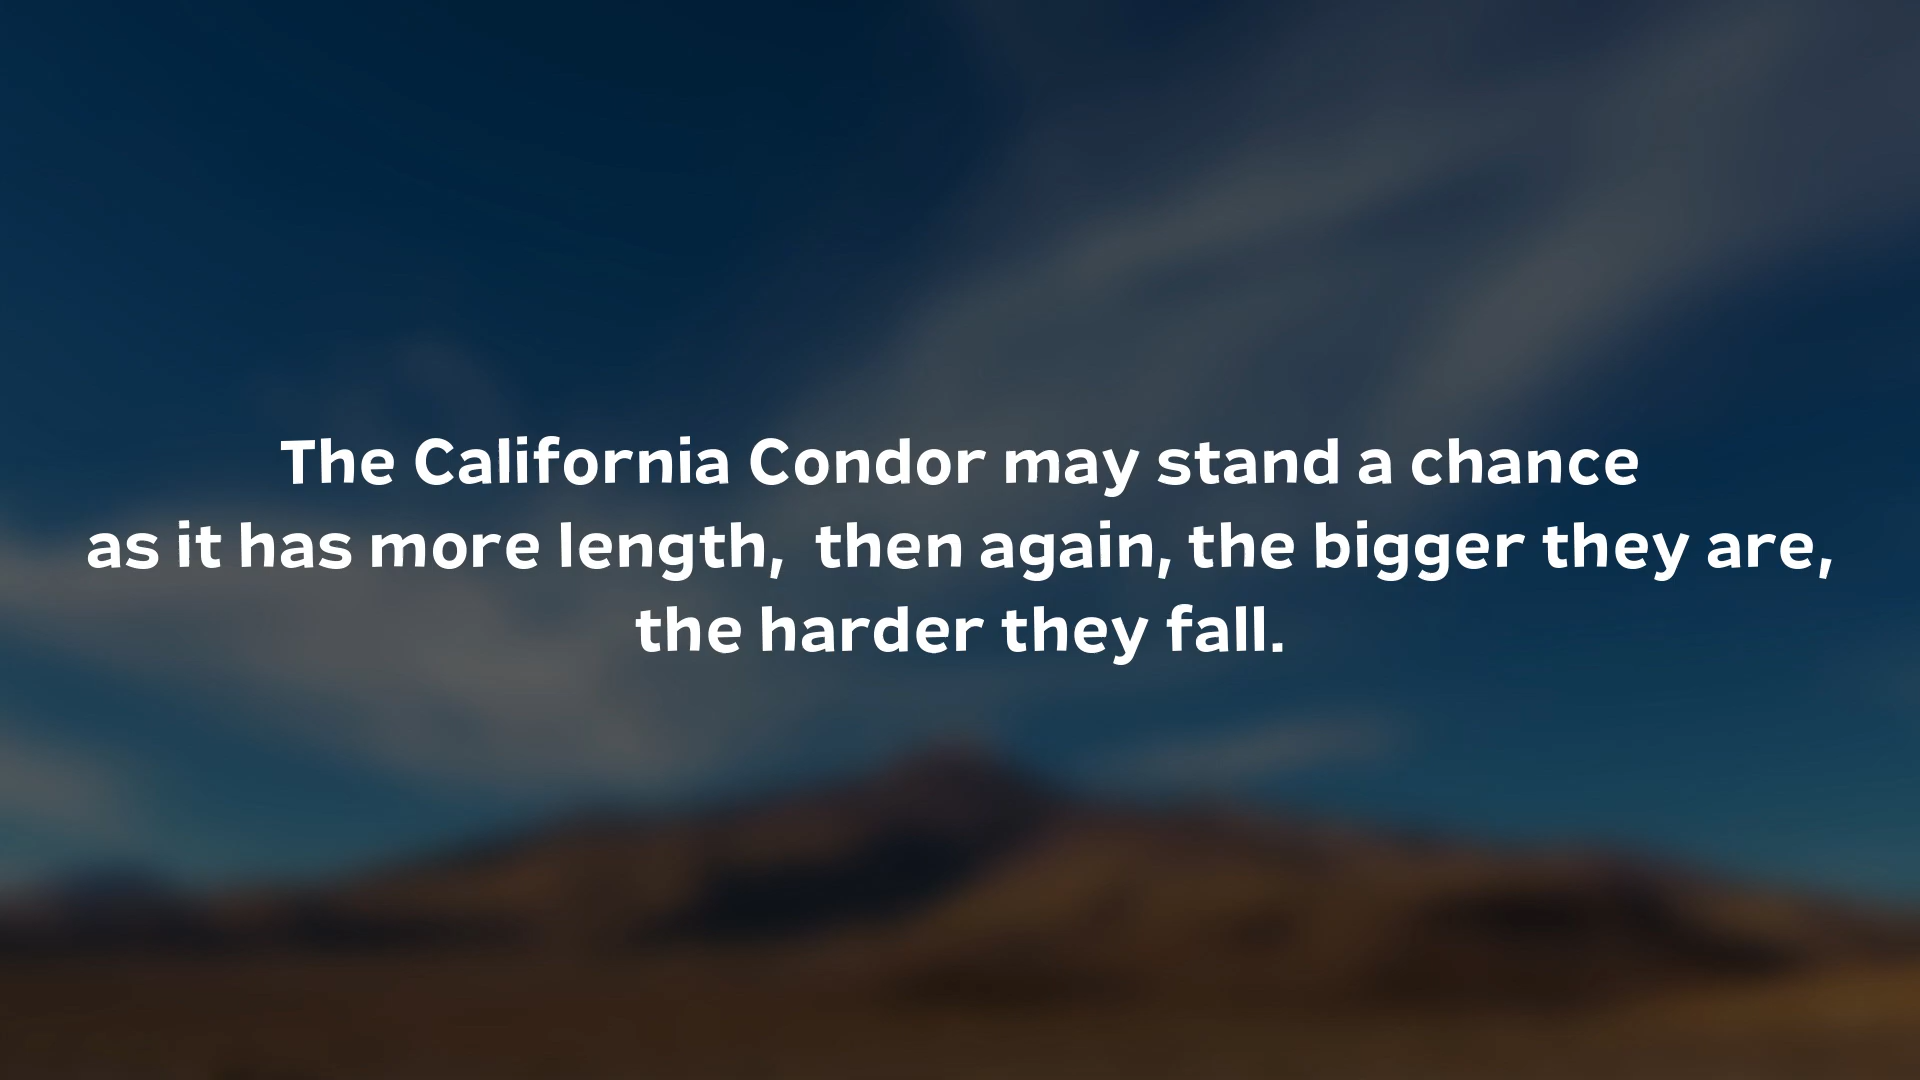 The California Condor may stand a chance
as it has more length,  then again, the bigger they are,
the harder they fall.